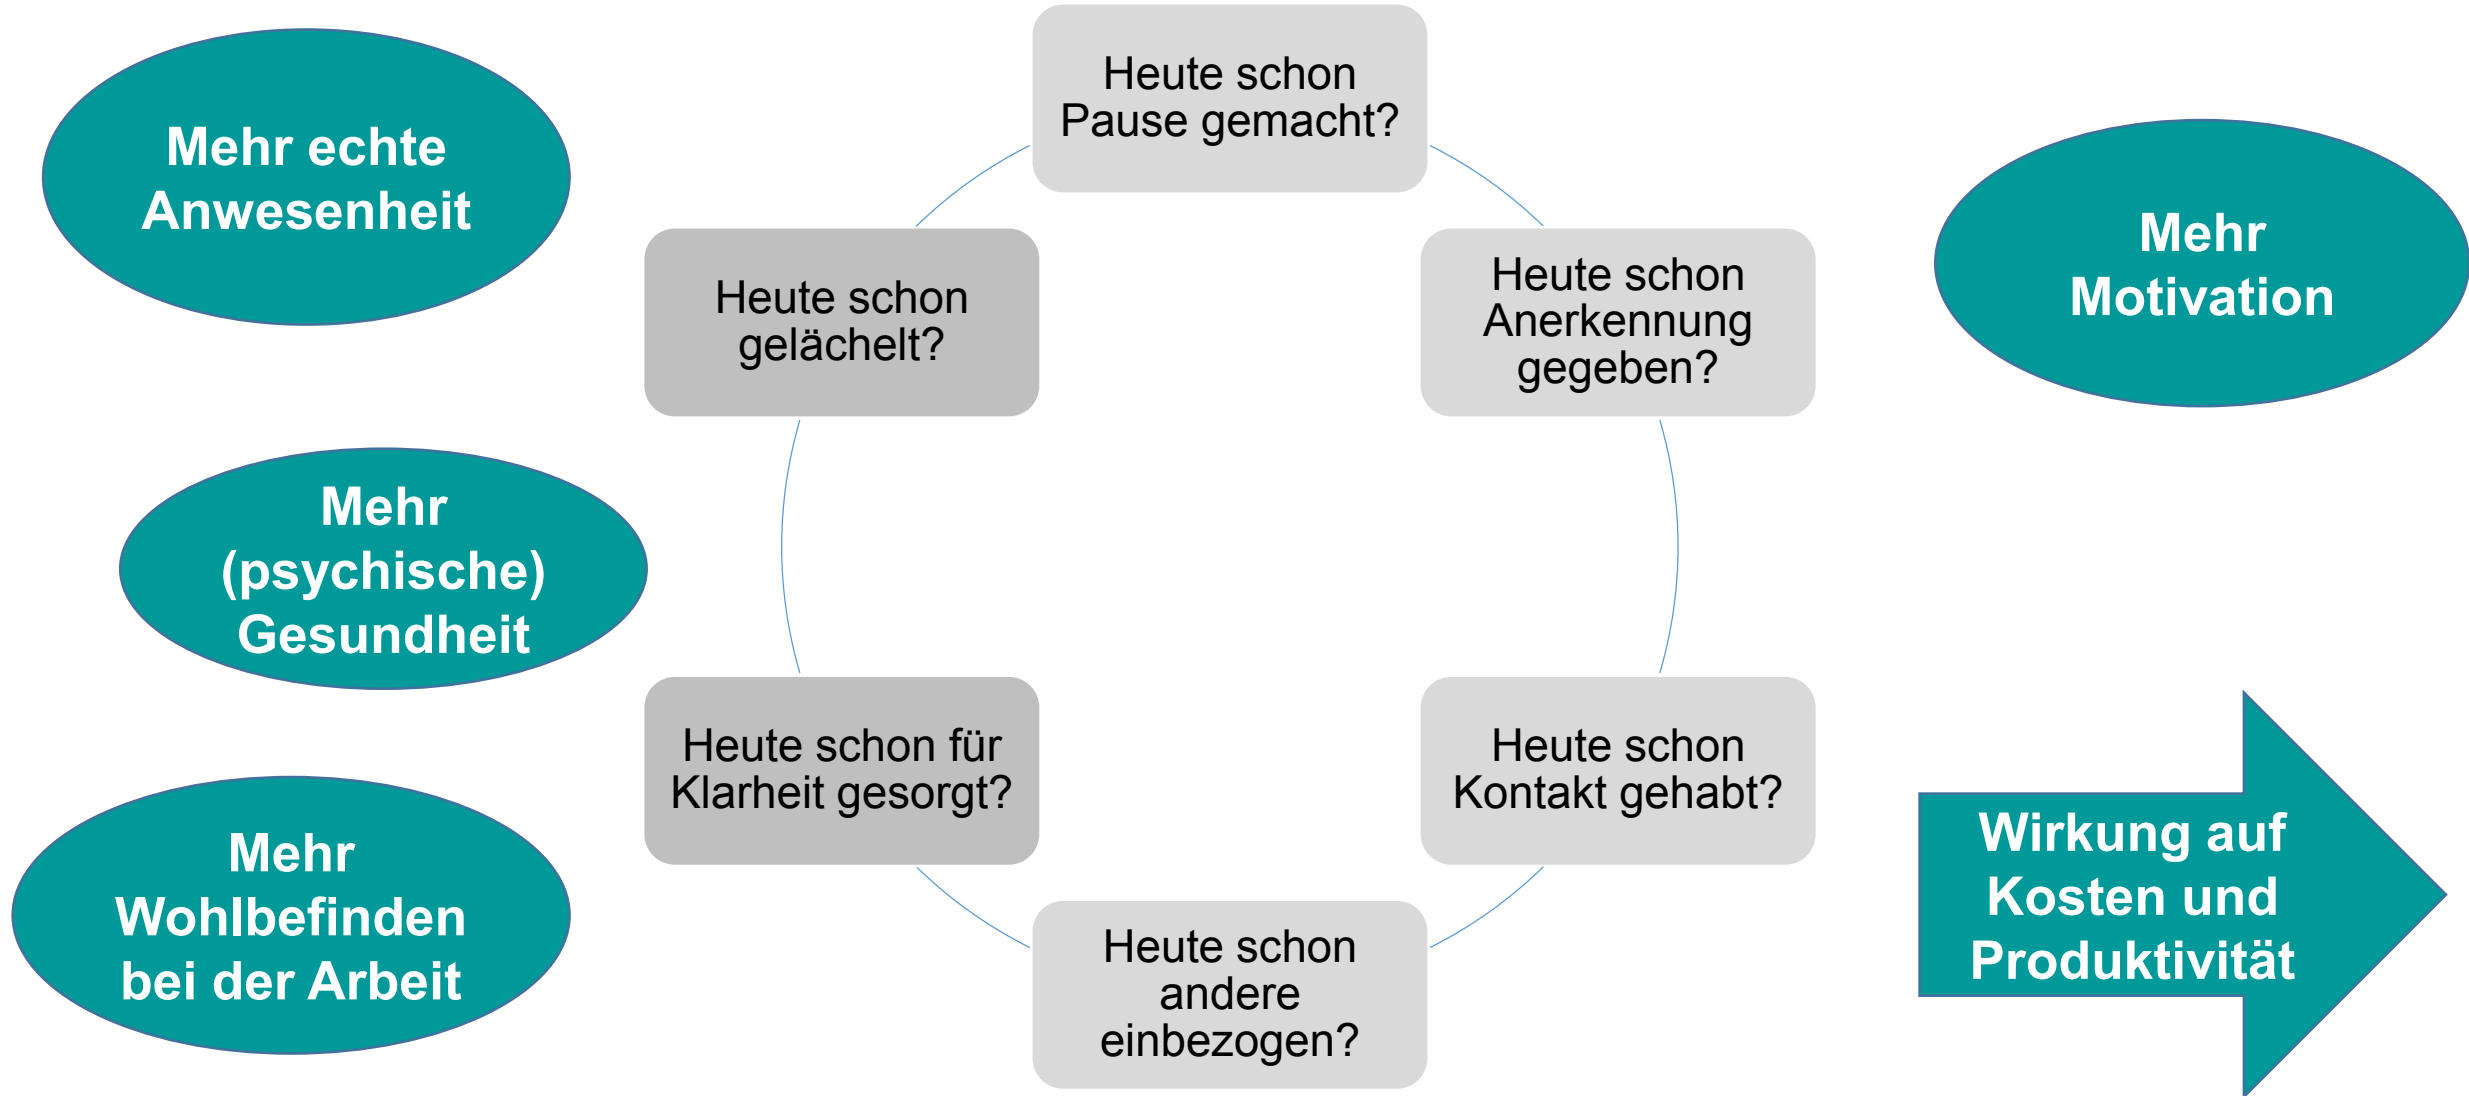 Mehr echte
Anwesenheit
Mehr
(psychische)
Gesundheit
Mehr
Wohlbefinden
bei der Arbeit
Heute schon
Pause gemacht?
Heute schon
Anerkennung
gegeben?
Heute schon
Kontakt gehabt?
Heute schon
andere
einbezogen?
Heute schon für
Klarheit gesorgt?
Heute schon
gelächelt?
Mehr
Motivation
Wirkung auf
Kosten und
Produktivität